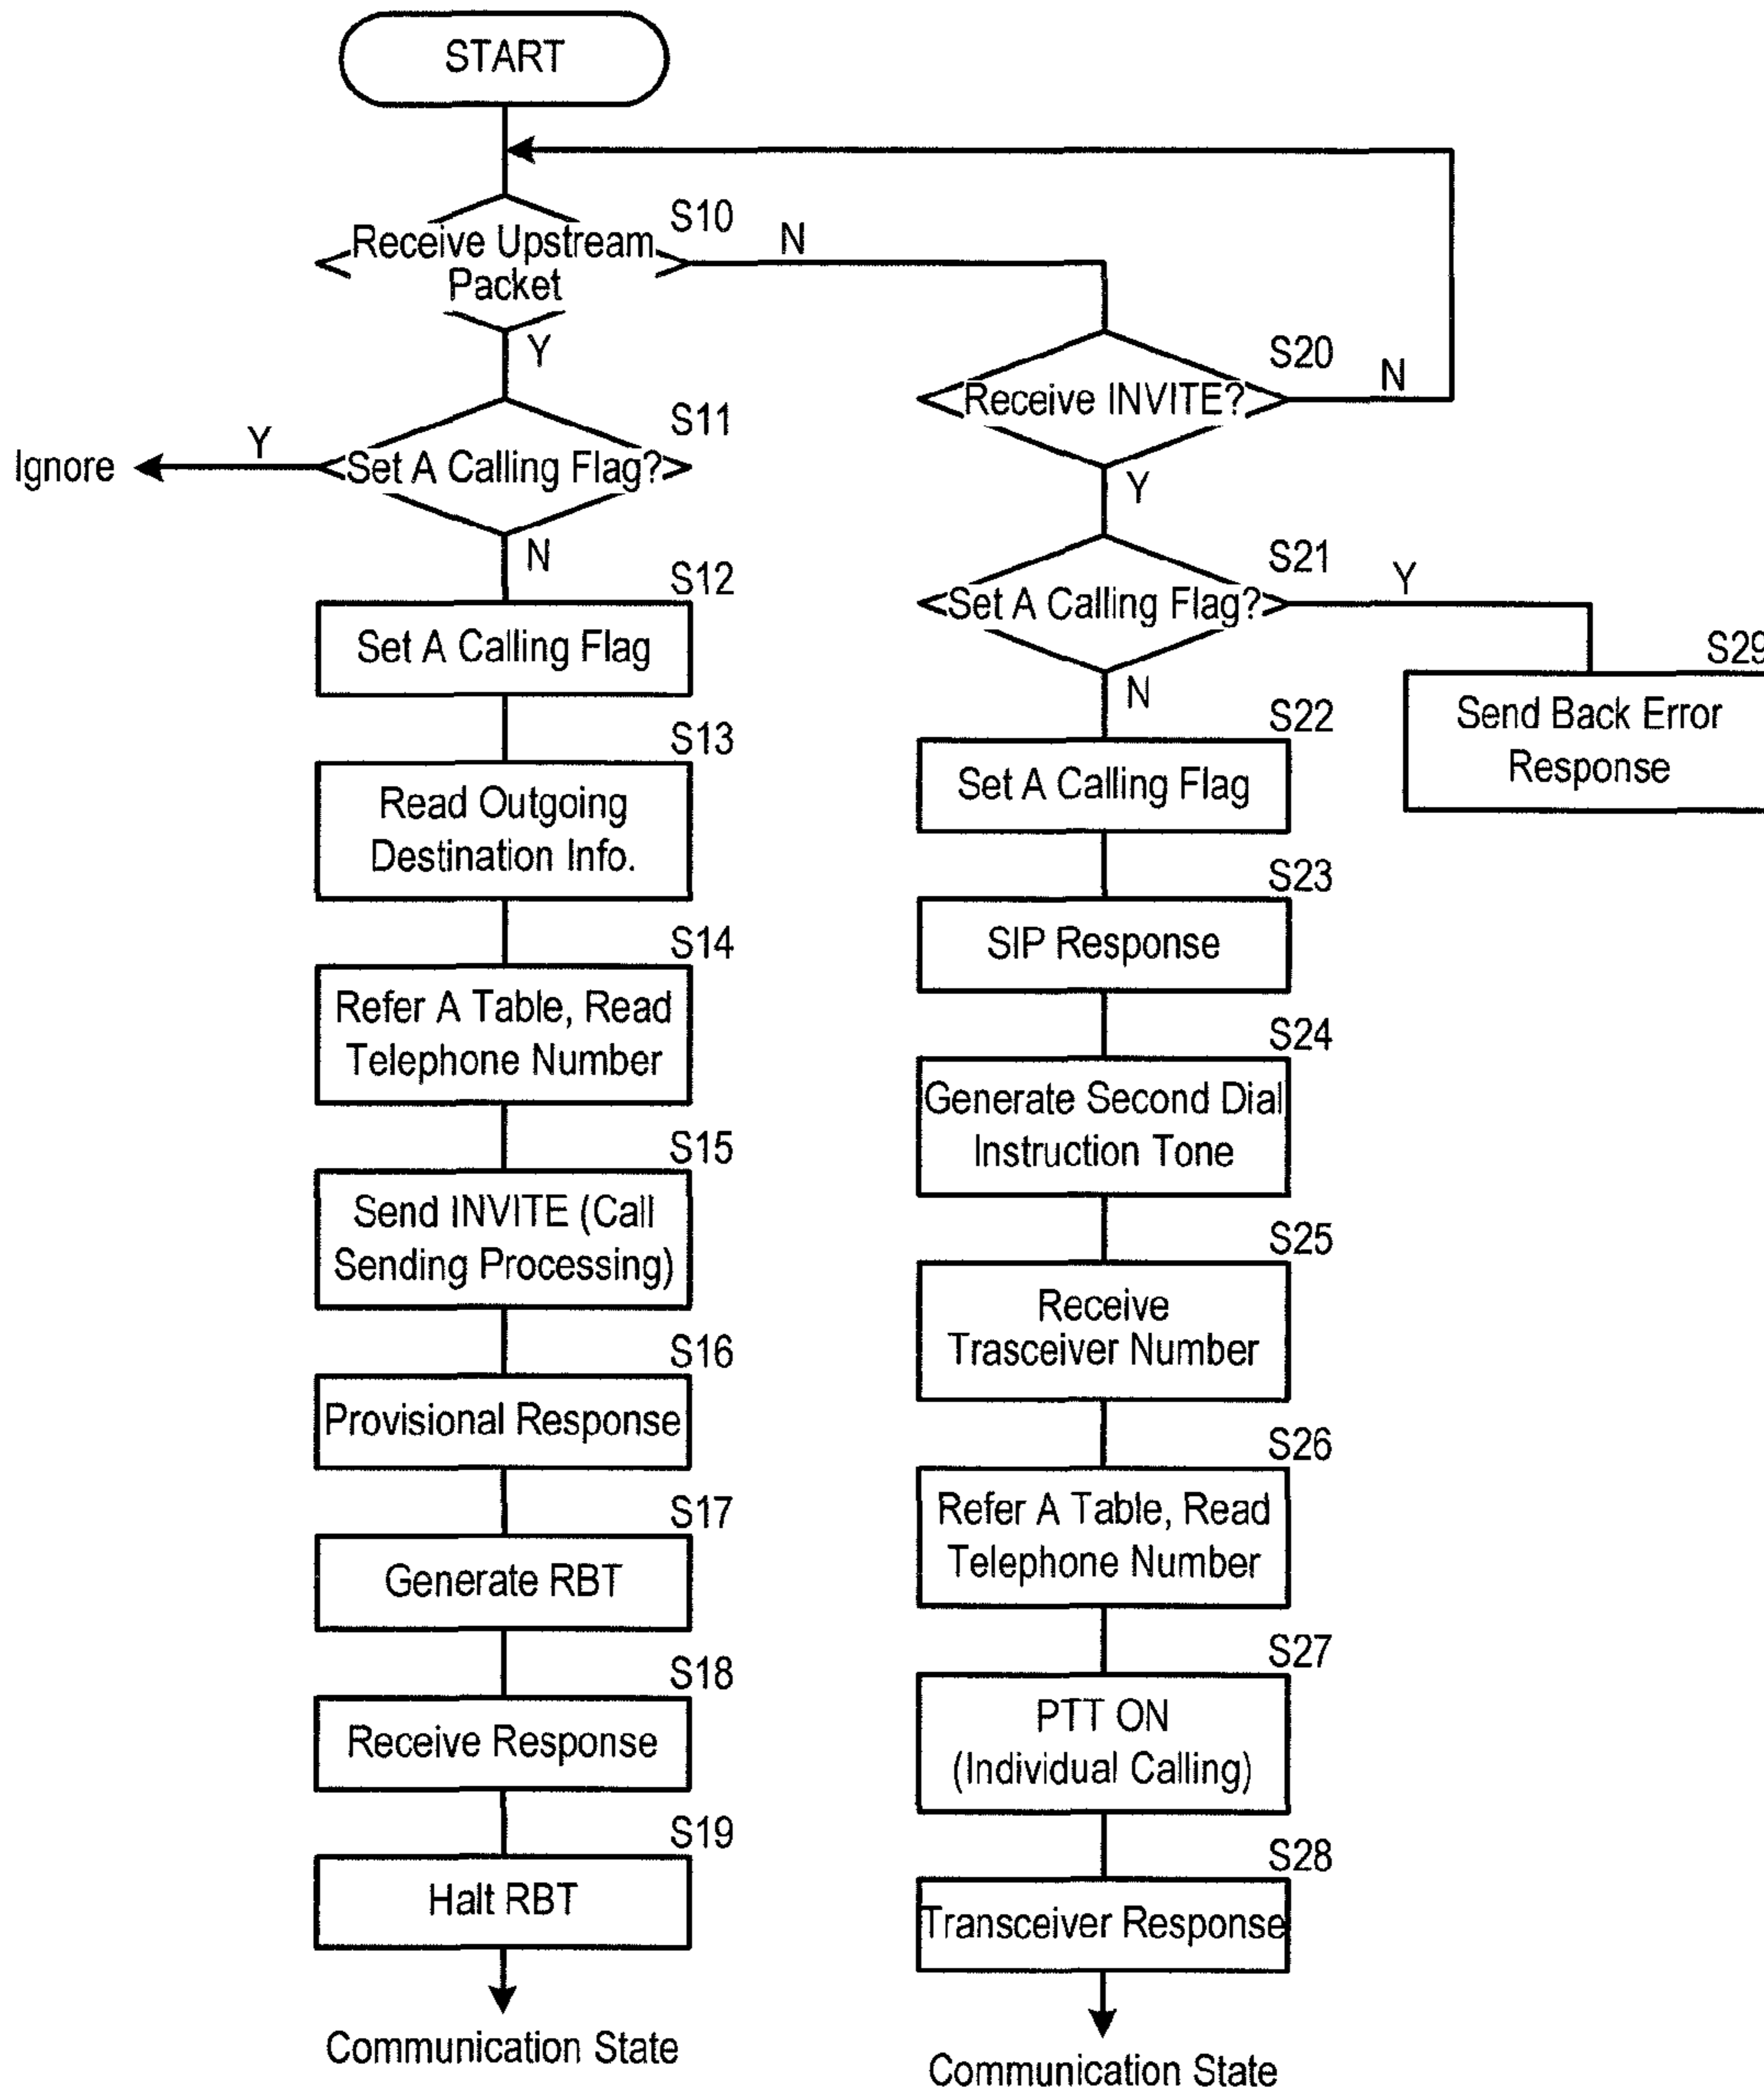 START
S10
Receive Upstream
Packet
N
Y
S11
Set A Calling Flag?
Y
Ignore
N
S12
Set A Calling Flag
S13
Read Outgoing
Destination Info.
S14
Refer A Table, Read
Telephone Number
S15
Send INVITE (Call
Sending Processing)
S16
Provisional Response
S17
Generate RBT
S18
Receive Response
S19
Halt RBT
Communication State
S20
Receive INVITE?
N
Y
S21
Set A Calling Flag?
Y
N
S29
Send Back Error
Response
S22
Set A Calling Flag
S23
SIP Response
S24
Generate Second Dial
Instruction Tone
S25
Receive
Trasceiver Number
S26
Refer A Table, Read
Telephone Number
S27
PTT ON
(Individual Calling)
S28
Transceiver Response
Communication State